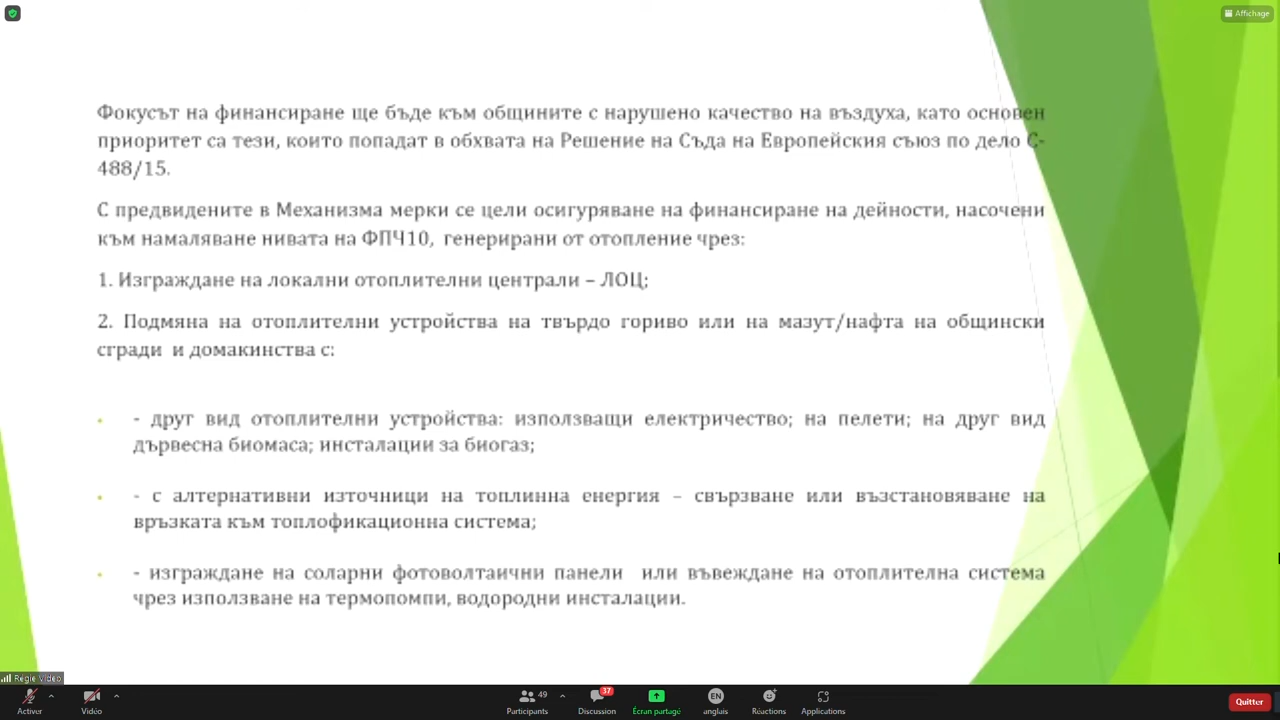 Affichage
Фокусът на финансиране ще бъде към общините с нарушено качество на въздуха, като основен
приоритет са тези, които попадат в обхвата на Решение на Съда на Европейския съюз по дело С-
488/15.
С предвидените в Механизма мерки се цели осигуряване на финансиране на дейности, насочени
към намаляване нивата на ФПЧ10, генерирани от отопление чрез:
1. Изграждане на локални отоплителни централи – ЛОЦ;
2. Подмяна на отоплителни устройства на твърдо гориво или на мазут/нафта на общински
сгради и домакинства с:
- друг вид отоплителни устройства: използващи електричество; на пелети; на друг вид
дървесна биомаса; инсталации за биогаз;
- с алтернативни източници на топлинна енергия – свързване или възстановяване на
връзката към топлофикационна система;
- изграждане на соларни фотоволтаични панели или въвеждане на отоплителна система
чрез използване на термопомпи, водородни инсталации.
Régie Vidéo
Activer
Vidéo
49
Participants
37
Discussion
Écran partagé
EN
anglais
Réactions
Applications
Quitter